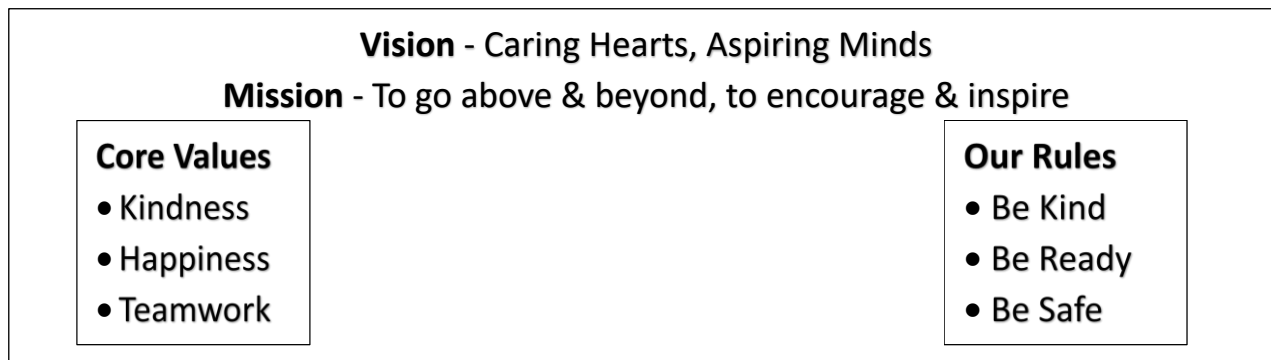 Vision - Caring Hearts, Aspiring Minds
Mission - To go above & beyond, to encourage & inspire
Core Values
• Kindness
• Happiness
• Teamwork
Our Rules
• Be Kind
• Be Ready
• Be Safe